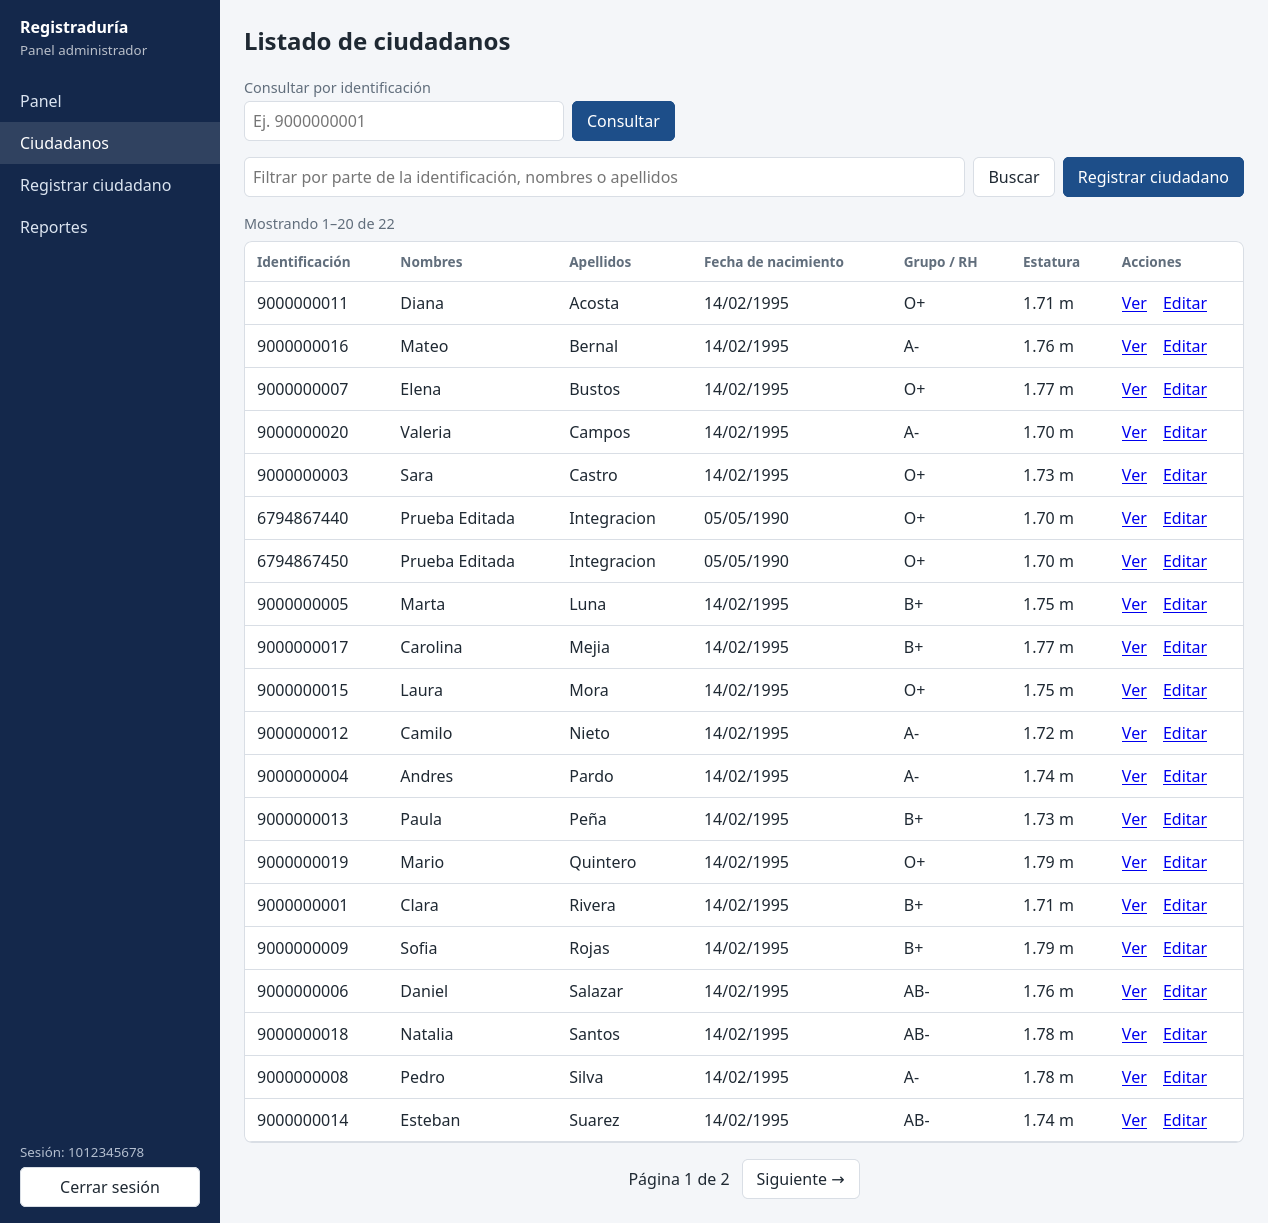 Registraduría
Panel administrador
Panel
Ciudadanos
Registrar ciudadano
Reportes
Sesión: 1012345678
Cerrar sesión
Listado de ciudadanos
Consultar por identificación
Ej. 9000000001 Consultar
Filtrar por parte de la identificación, nombres o apellidos Buscar Registrar ciudadano
Mostrando 1–20 de 22
Identificación Nombres Apellidos Fecha de nacimiento Grupo / RH Estatura Acciones
9000000011 Diana Acosta 14/02/1995 O+ 1.71 m Ver Editar
9000000016 Mateo Bernal 14/02/1995 A- 1.76 m Ver Editar
9000000007 Elena Bustos 14/02/1995 O+ 1.77 m Ver Editar
9000000020 Valeria Campos 14/02/1995 A- 1.70 m Ver Editar
9000000003 Sara Castro 14/02/1995 O+ 1.73 m Ver Editar
6794867440 Prueba Editada Integracion 05/05/1990 O+ 1.70 m Ver Editar
6794867450 Prueba Editada Integracion 05/05/1990 O+ 1.70 m Ver Editar
9000000005 Marta Luna 14/02/1995 B+ 1.75 m Ver Editar
9000000017 Carolina Mejia 14/02/1995 B+ 1.77 m Ver Editar
9000000015 Laura Mora 14/02/1995 O+ 1.75 m Ver Editar
9000000012 Camilo Nieto 14/02/1995 A- 1.72 m Ver Editar
9000000004 Andres Pardo 14/02/1995 A- 1.74 m Ver Editar
9000000013 Paula Peña 14/02/1995 B+ 1.73 m Ver Editar
9000000019 Mario Quintero 14/02/1995 O+ 1.79 m Ver Editar
9000000001 Clara Rivera 14/02/1995 B+ 1.71 m Ver Editar
9000000009 Sofia Rojas 14/02/1995 B+ 1.79 m Ver Editar
9000000006 Daniel Salazar 14/02/1995 AB- 1.76 m Ver Editar
9000000018 Natalia Santos 14/02/1995 AB- 1.78 m Ver Editar
9000000008 Pedro Silva 14/02/1995 A- 1.78 m Ver Editar
9000000014 Esteban Suarez 14/02/1995 AB- 1.74 m Ver Editar
Página 1 de 2 Siguiente →